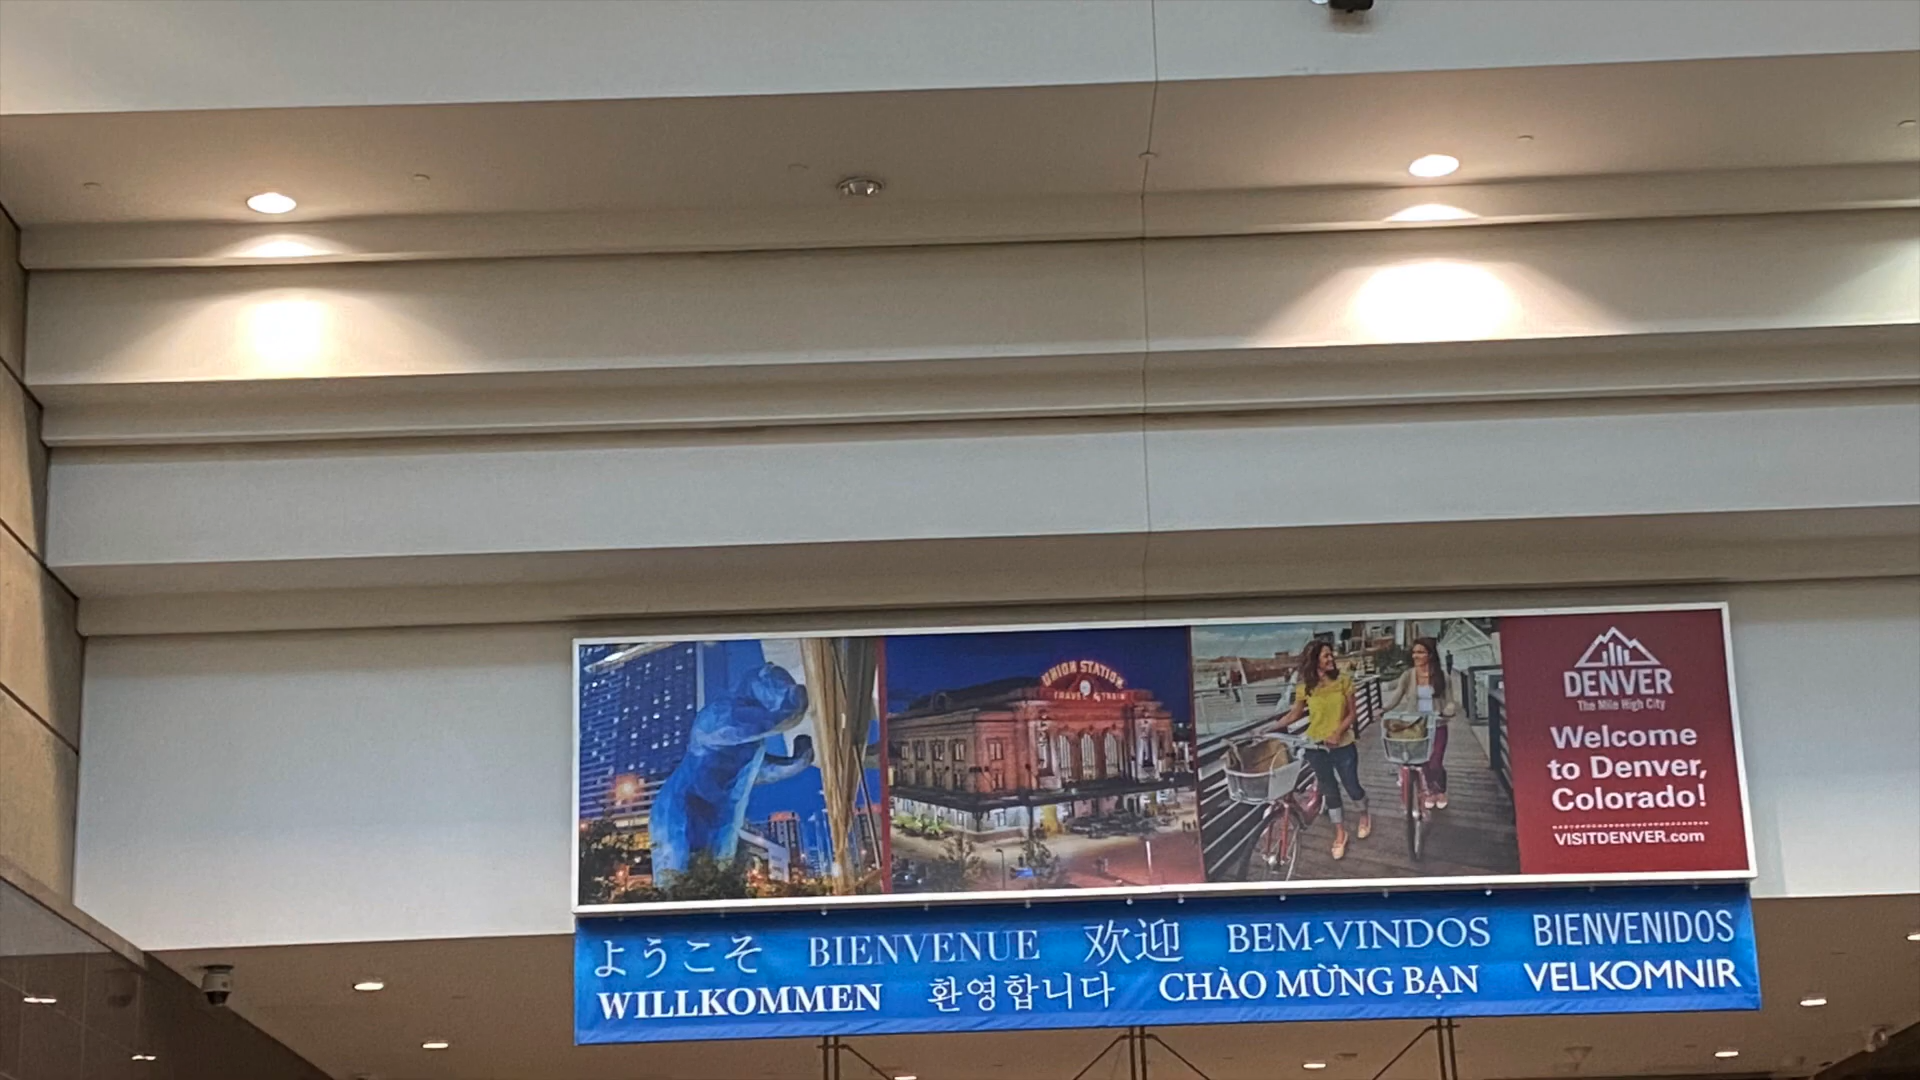 UNION STATION
TRAVEL by TRAIN
DENVER
The Mile High City
Welcome
to Denver,
Colorado!
VISITDENVER.com
ようこそ BIENVENUE 欢迎 BEM-VINDOS BIENVENIDOS
WILLKOMMEN 환영합니다 CHÀO MỪNG BẠN VELKOMNIR